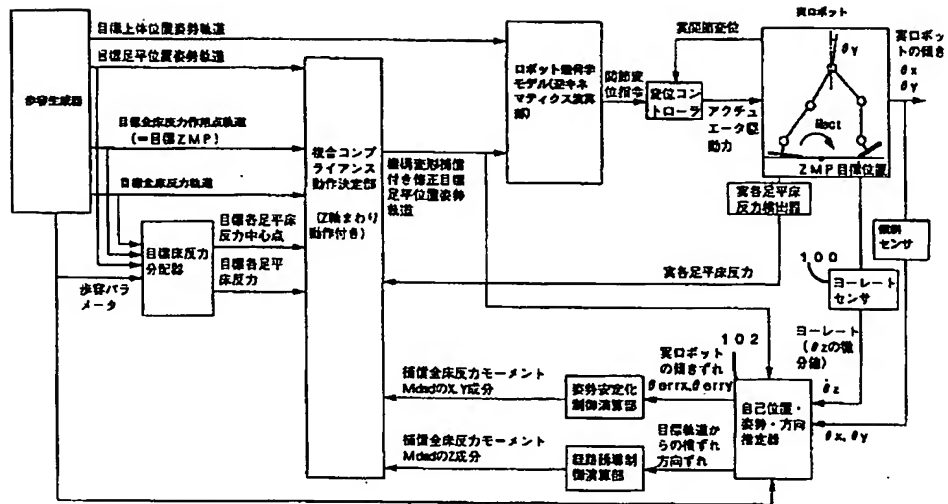 歩容生成器
目標上体位置姿勢軌道
目標足平位置姿勢軌道
目標全床反力作用点軌道
(=目標ZMP)
目標全床反力軌道
歩容パラ
メータ
目標床反力
分配器
目標各足平床
反力中心点
目標各足平
床反力
複合コンプ
ライアンス
動作決定部
(Z軸まわり
動作付き)
機構変形補償
付き修正目標
足平位置姿勢
軌道
ロボット幾何学
モデル(逆キネ
マティクス演算
部)
関節変
位指令
実関節変位
変位コン
トローラ
アクチュ
エータ駆
動力
実ロボット
θy
Mact
ZMP目標位置
実ロボッ
トの傾き
θx
θy
実各足平床
反力検出器
実各足平床反力
傾斜
センサ
100
ヨーレート
センサ
ヨーレート
(θzの微
分値)
θ̇z
θx,θy
102
自己位置・
姿勢・方向
推定器
実ロボット
の傾きずれ
θerrx,θerry
姿勢安定化
制御演算部
補償全床反力モーメント
MdmdのX,Y成分
目標軌道か
らの横ずれ
方向ずれ
経路誘導制
御演算部
補償全床反力モーメント
MdmdのZ成分